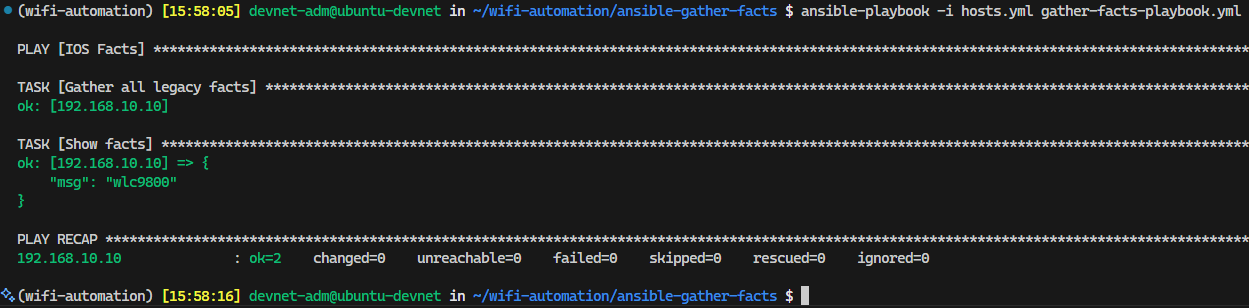 (wifi-automation) [15:58:05] devnet-adm@ubuntu-devnet in ~/wifi-automation/ansible-gather-facts $ ansible-playbook -i hosts.yml gather-facts-playbook.yml
PLAY [IOS Facts] *****************************************************************************************************************************************
TASK [Gather all legacy facts] ***************************************************************************************************************************
ok: [192.168.10.10]
TASK [Show facts] ****************************************************************************************************************************************
ok: [192.168.10.10] => {
    "msg": "wlc9800"
}
PLAY RECAP ***********************************************************************************************************************************************
192.168.10.10              : ok=2    changed=0    unreachable=0    failed=0    skipped=0    rescued=0    ignored=0
(wifi-automation) [15:58:16] devnet-adm@ubuntu-devnet in ~/wifi-automation/ansible-gather-facts $